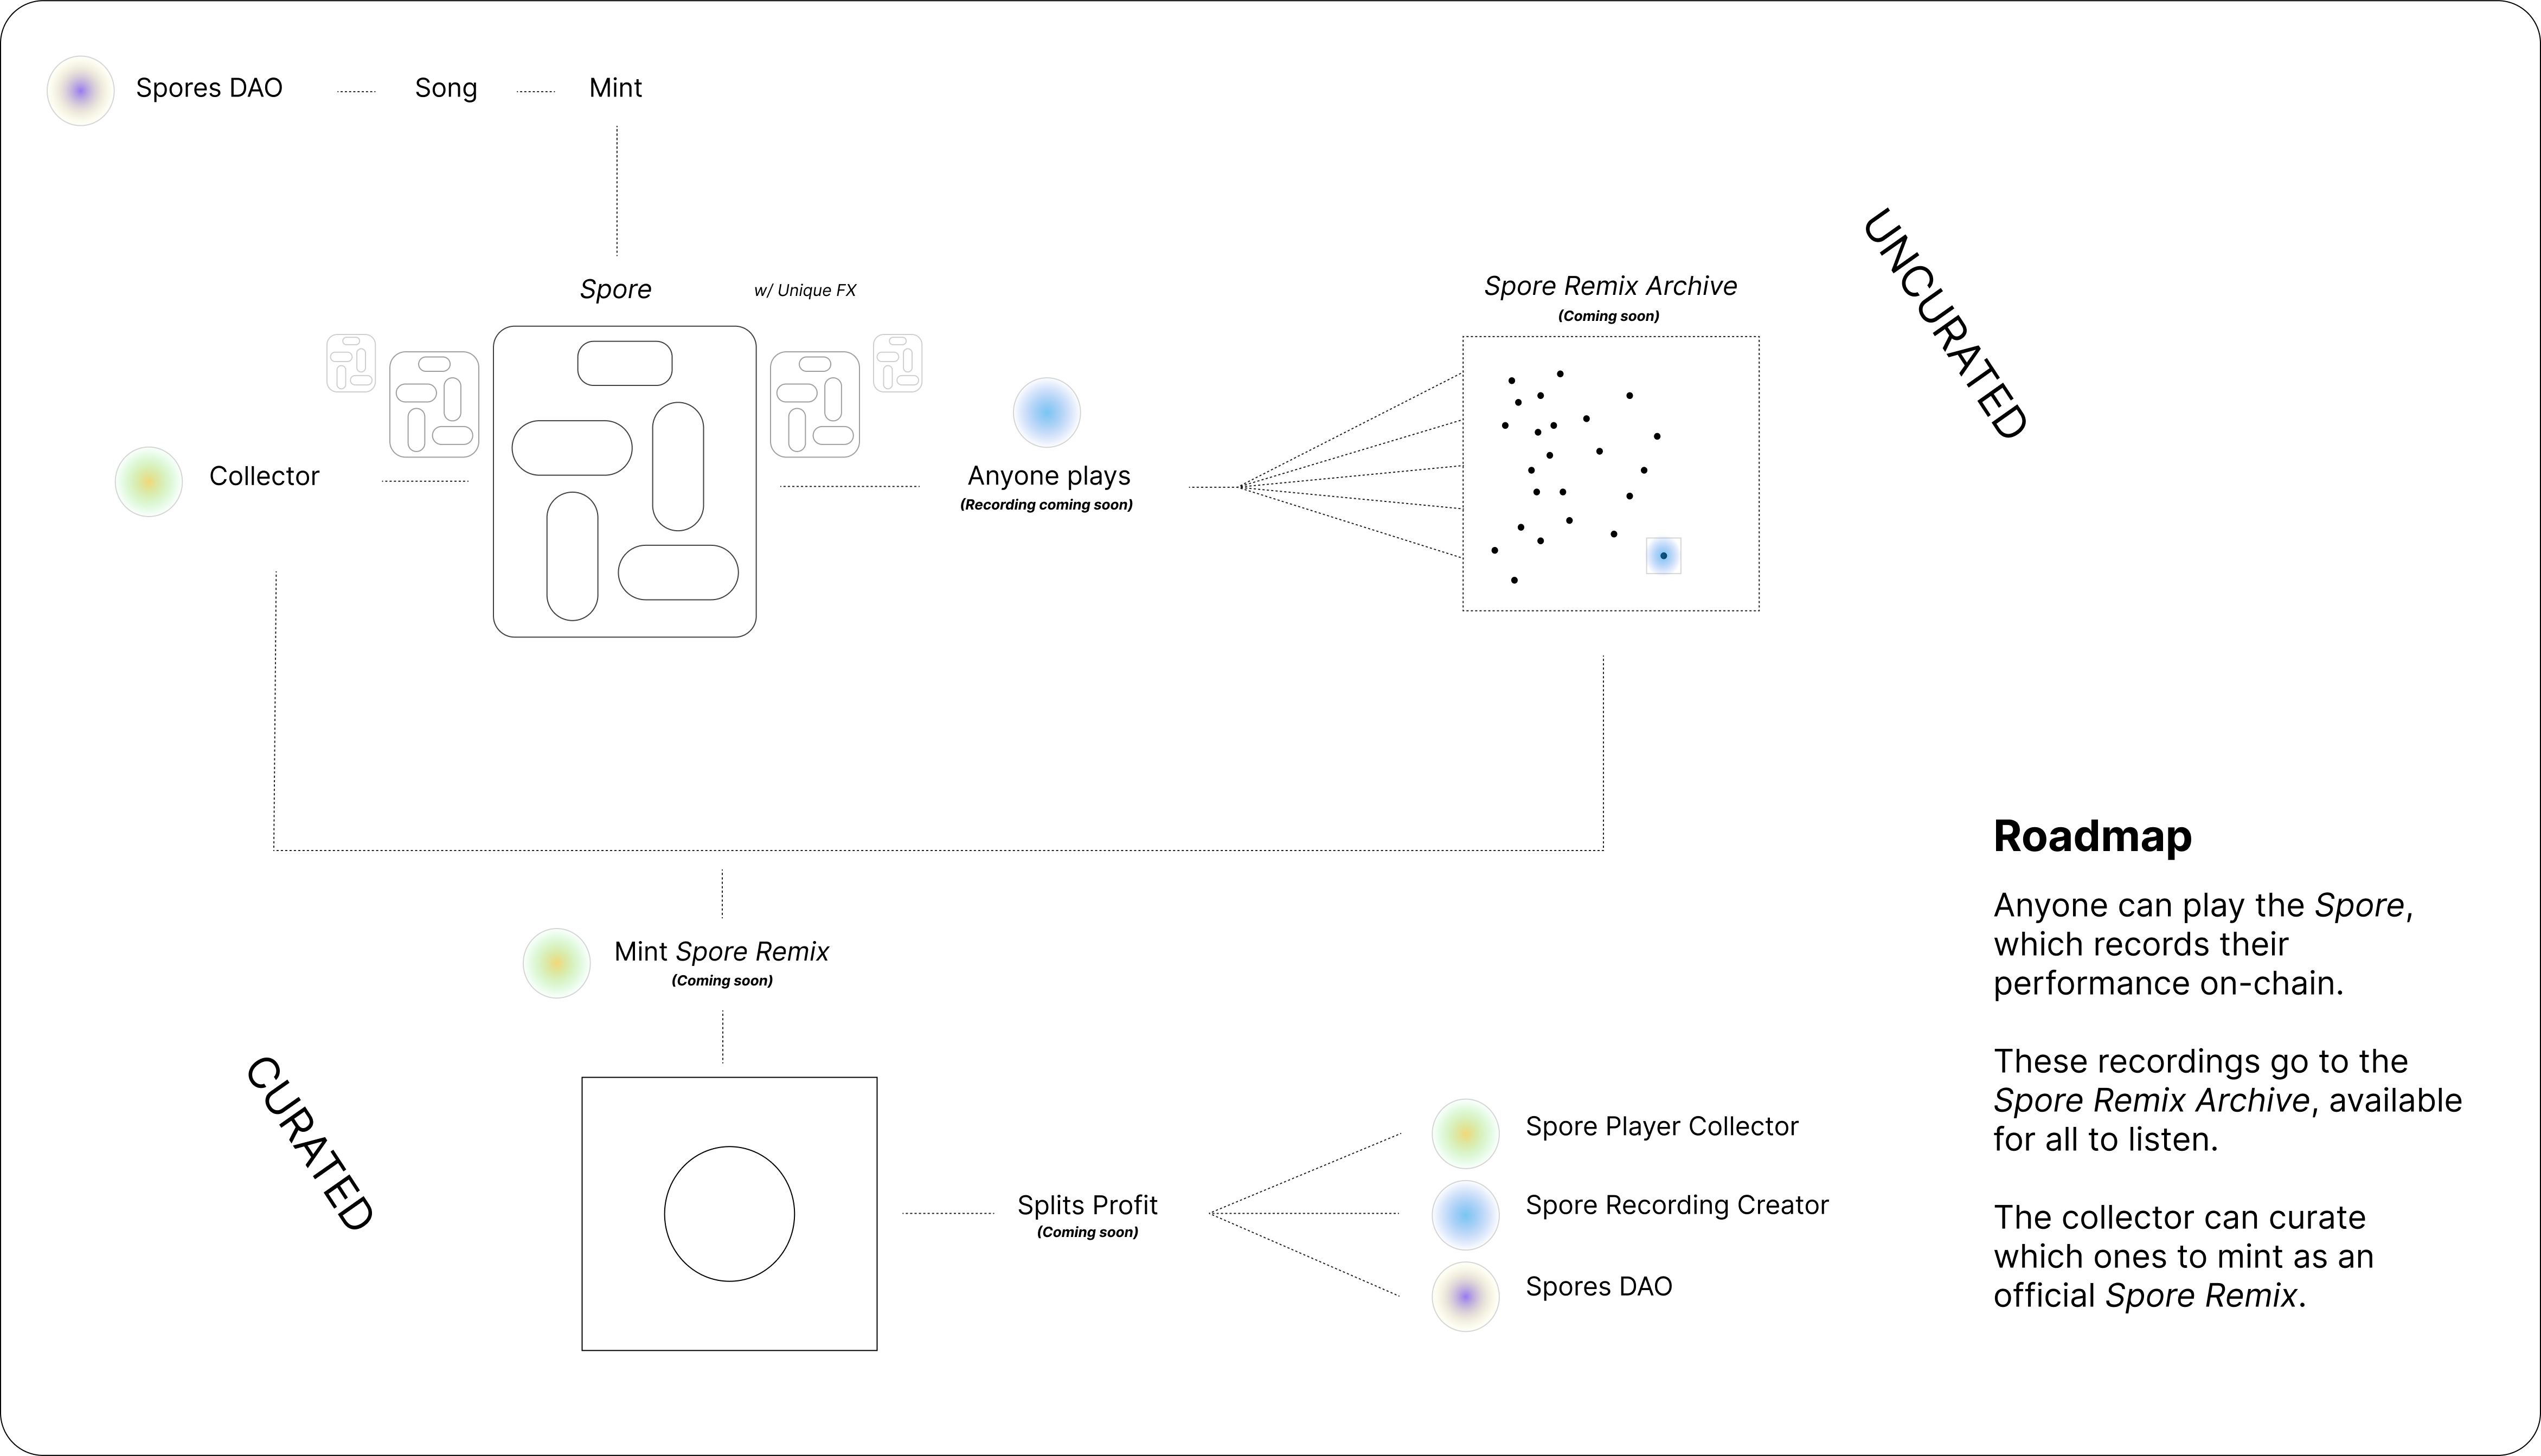 Spores DAO
Song
Mint
Spore
w/ Unique FX
Collector
Anyone plays
(Recording coming soon)
Spore Remix Archive
(Coming soon)
UNCURATED
Mint Spore Remix
(Coming soon)
CURATED
Splits Profit
(Coming soon)
Spore Player Collector
Spore Recording Creator
Spores DAO
Roadmap
Anyone can play the Spore,
which records their
performance on-chain.
These recordings go to the
Spore Remix Archive, available
for all to listen.
The collector can curate
which ones to mint as an
official Spore Remix.